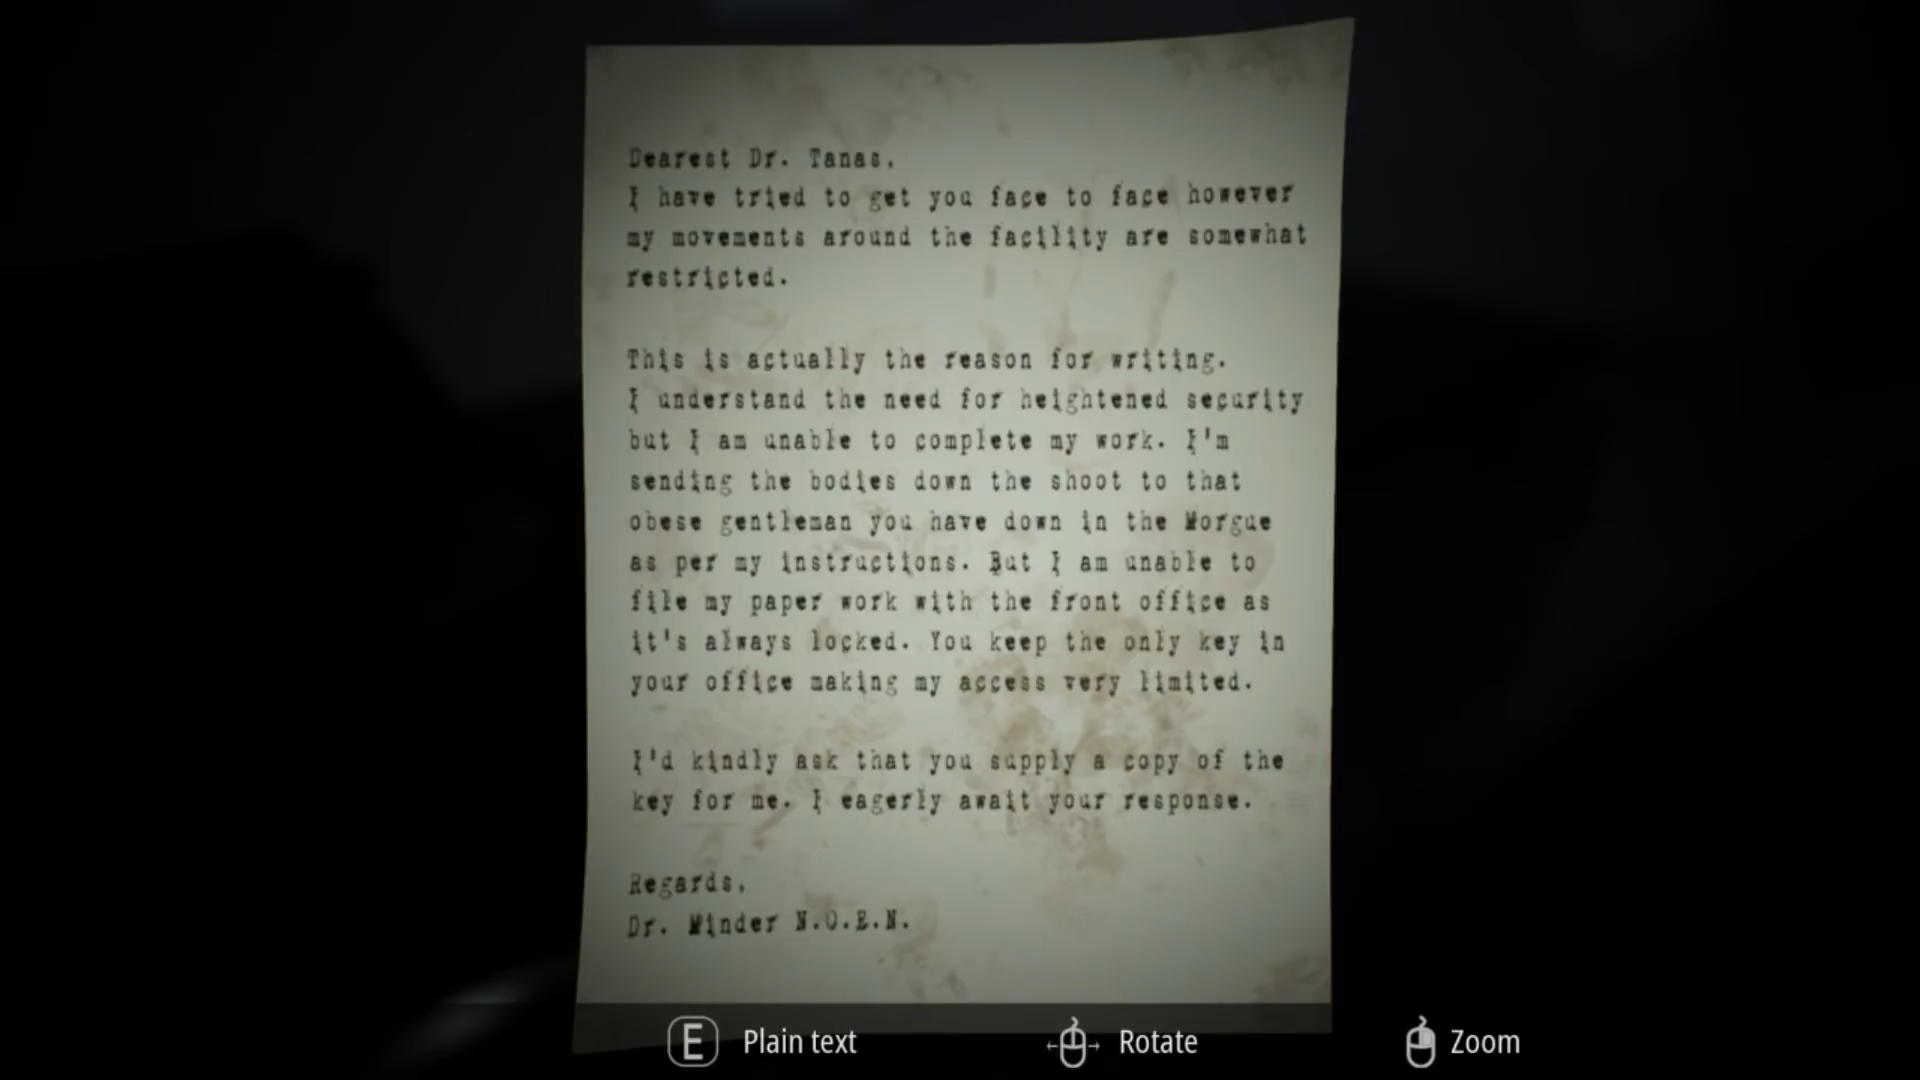 Dearest Dr. Tanas,
I have tried to get you face to face however
my movements around the facility are somewhat
restricted.
This is actually the reason for writing.
I understand the need for heightened security
but I am unable to complete my work. I'm
sending the bodies down the shoot to that
obese gentleman you have down in the Morgue
as per my instructions. But I am unable to
file my paper work with the front office as
it's always locked. You keep the only key in
your office making my access very limited.
I'd kindly ask that you supply a copy of the
key for me. I eagerly await your response.
Regards,
Dr. Minder N.O.E.N.
E Plain text Rotate Zoom